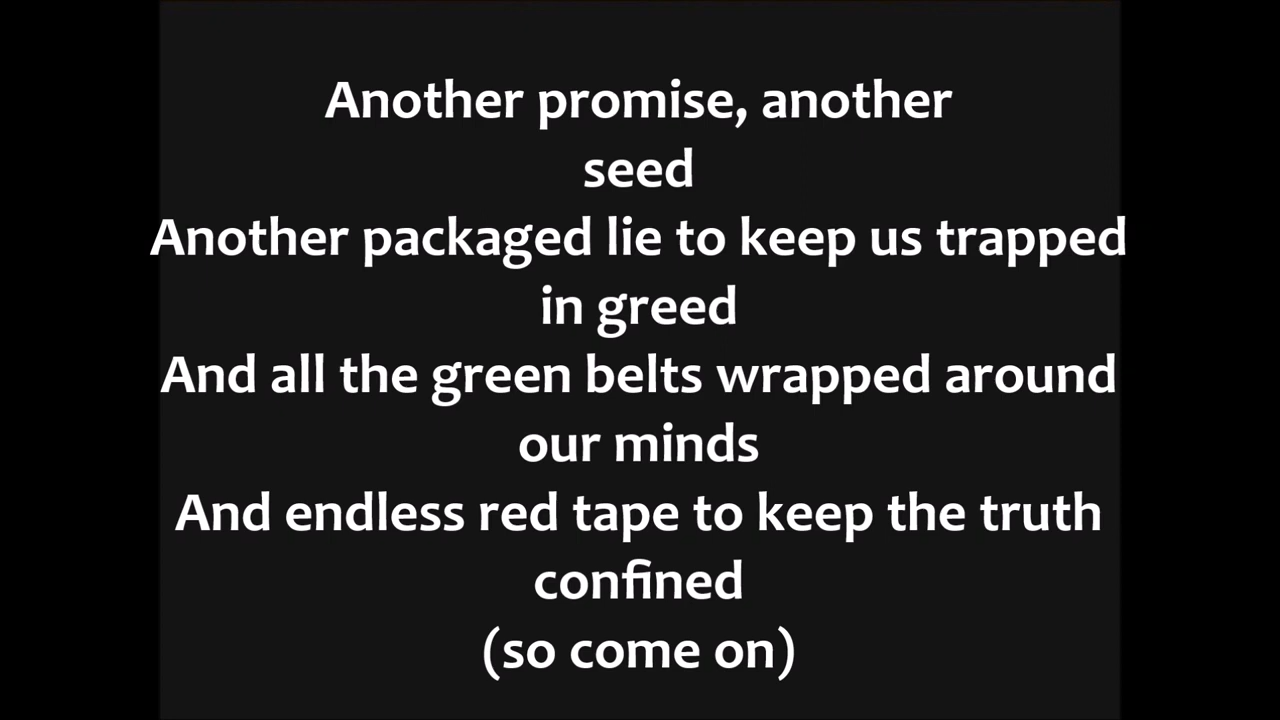 Another promise, another
seed
Another packaged lie to keep us trapped
in greed
And all the green belts wrapped around
our minds
And endless red tape to keep the truth
confined
(so come on)